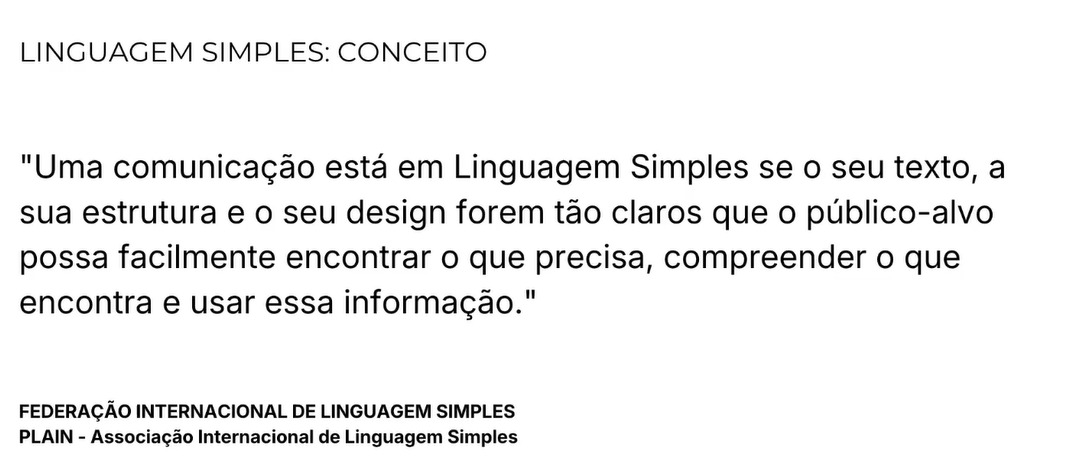 LINGUAGEM SIMPLES: CONCEITO
"Uma comunicação está em Linguagem Simples se o seu texto, a
sua estrutura e o seu design forem tão claros que o público-alvo
possa facilmente encontrar o que precisa, compreender o que
encontra e usar essa informação."
FEDERAÇÃO INTERNACIONAL DE LINGUAGEM SIMPLES
PLAIN - Associação Internacional de Linguagem Simples